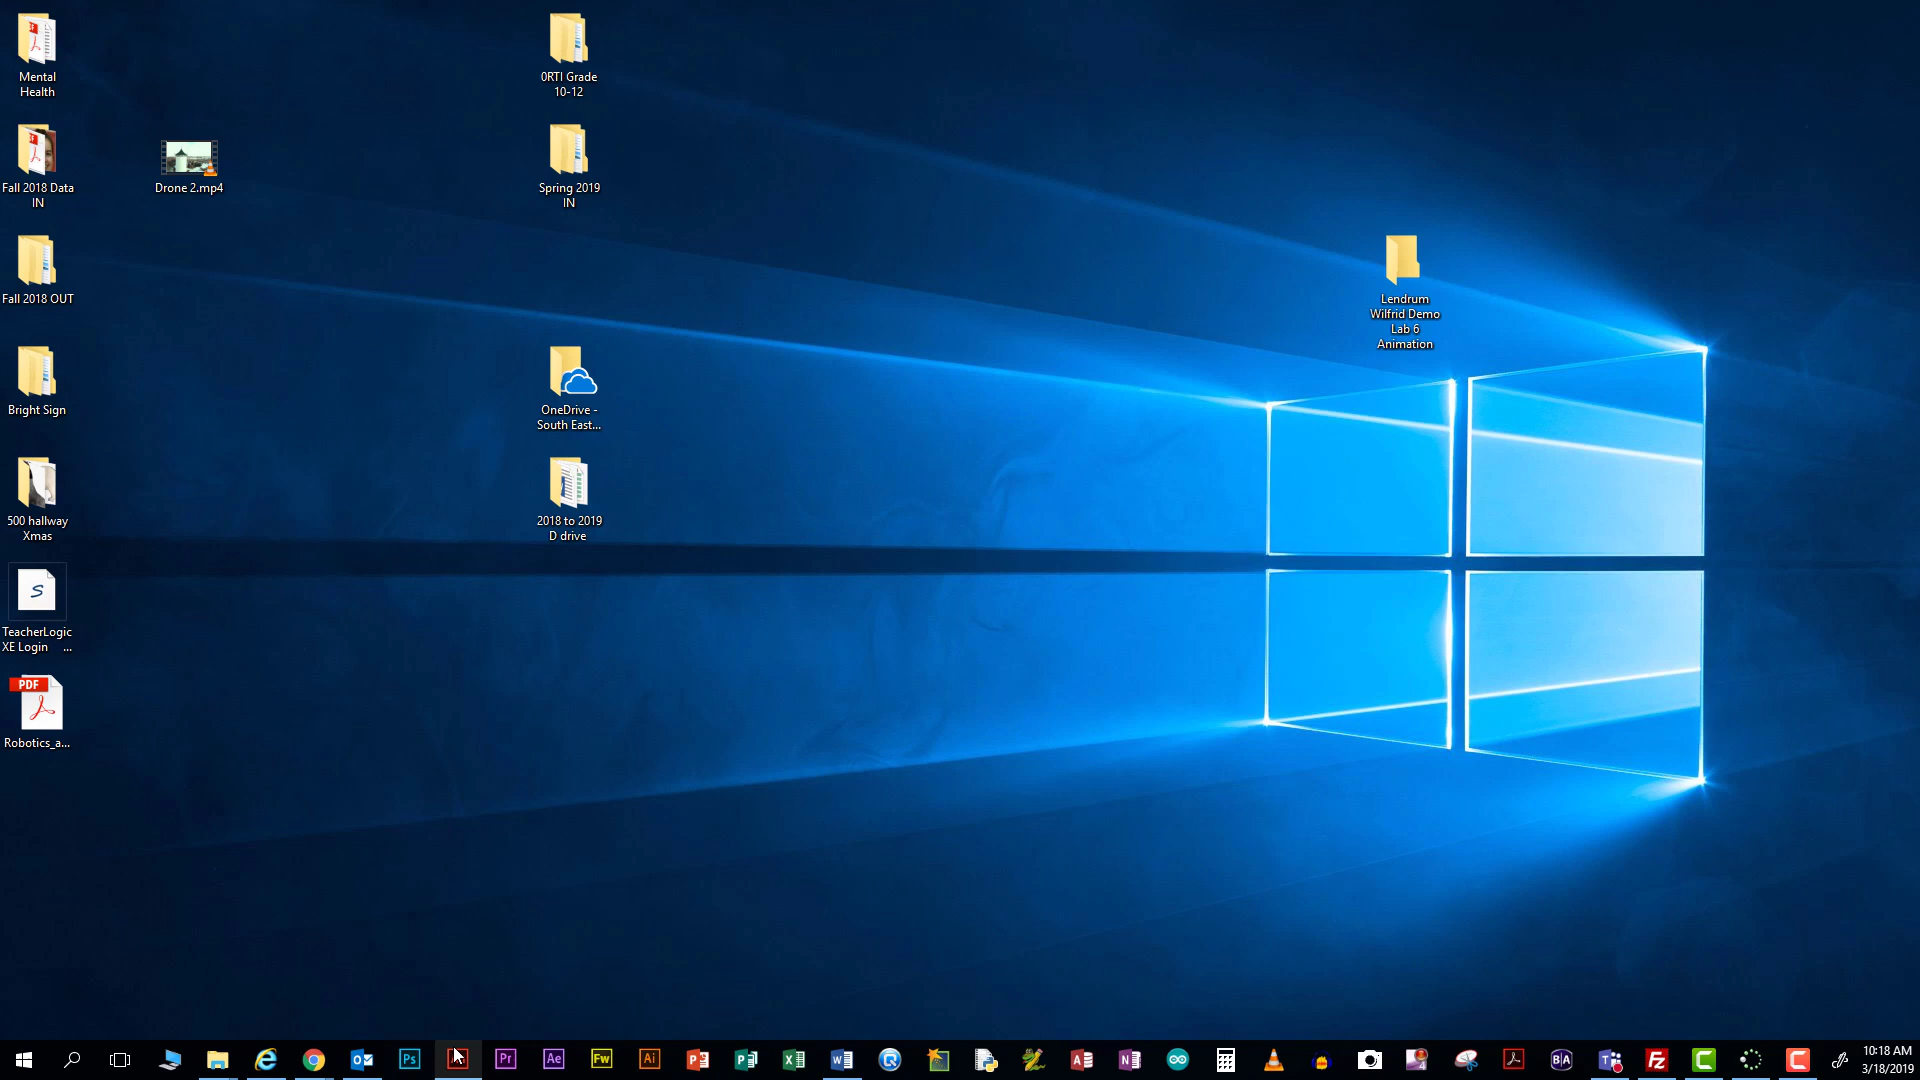 Mental
Health
0RTI Grade
10-12
Fall 2018 Data
IN
Drone 2.mp4
Spring 2019
IN
Fall 2018 OUT
Lendrum
Wilfrid Demo
Lab 6
Animation
Bright Sign
OneDrive -
South East...
500 hallway
Xmas
2018 to 2019
D drive
S
TeacherLogic
XE Login ...
PDF
Robotics_a...
Ps
Pr
Ae
Fw
Ai
BA
Fz
10:18 AM
3/18/2019